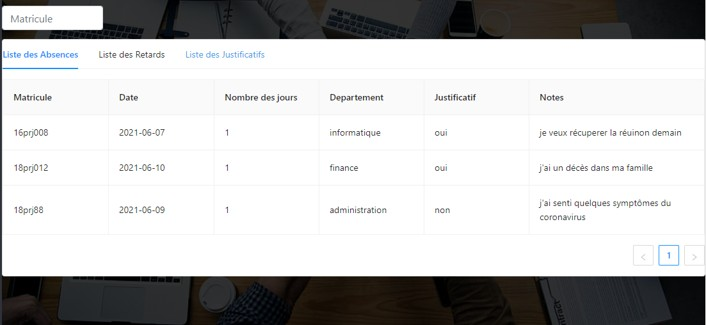 Matricule
Liste des Absences Liste des Retards Liste des Justificatifs
Matricule Date Nombre des jours Departement Justificatif Notes
16prj008 2021-06-07 1 informatique oui je veux récuperer la réuinon demain
18prj012 2021-06-10 1 finance oui j'ai un décès dans ma famille
18prj88 2021-06-09 1 administration non j'ai senti quelques symptômes du
coronavirus
< 1 >